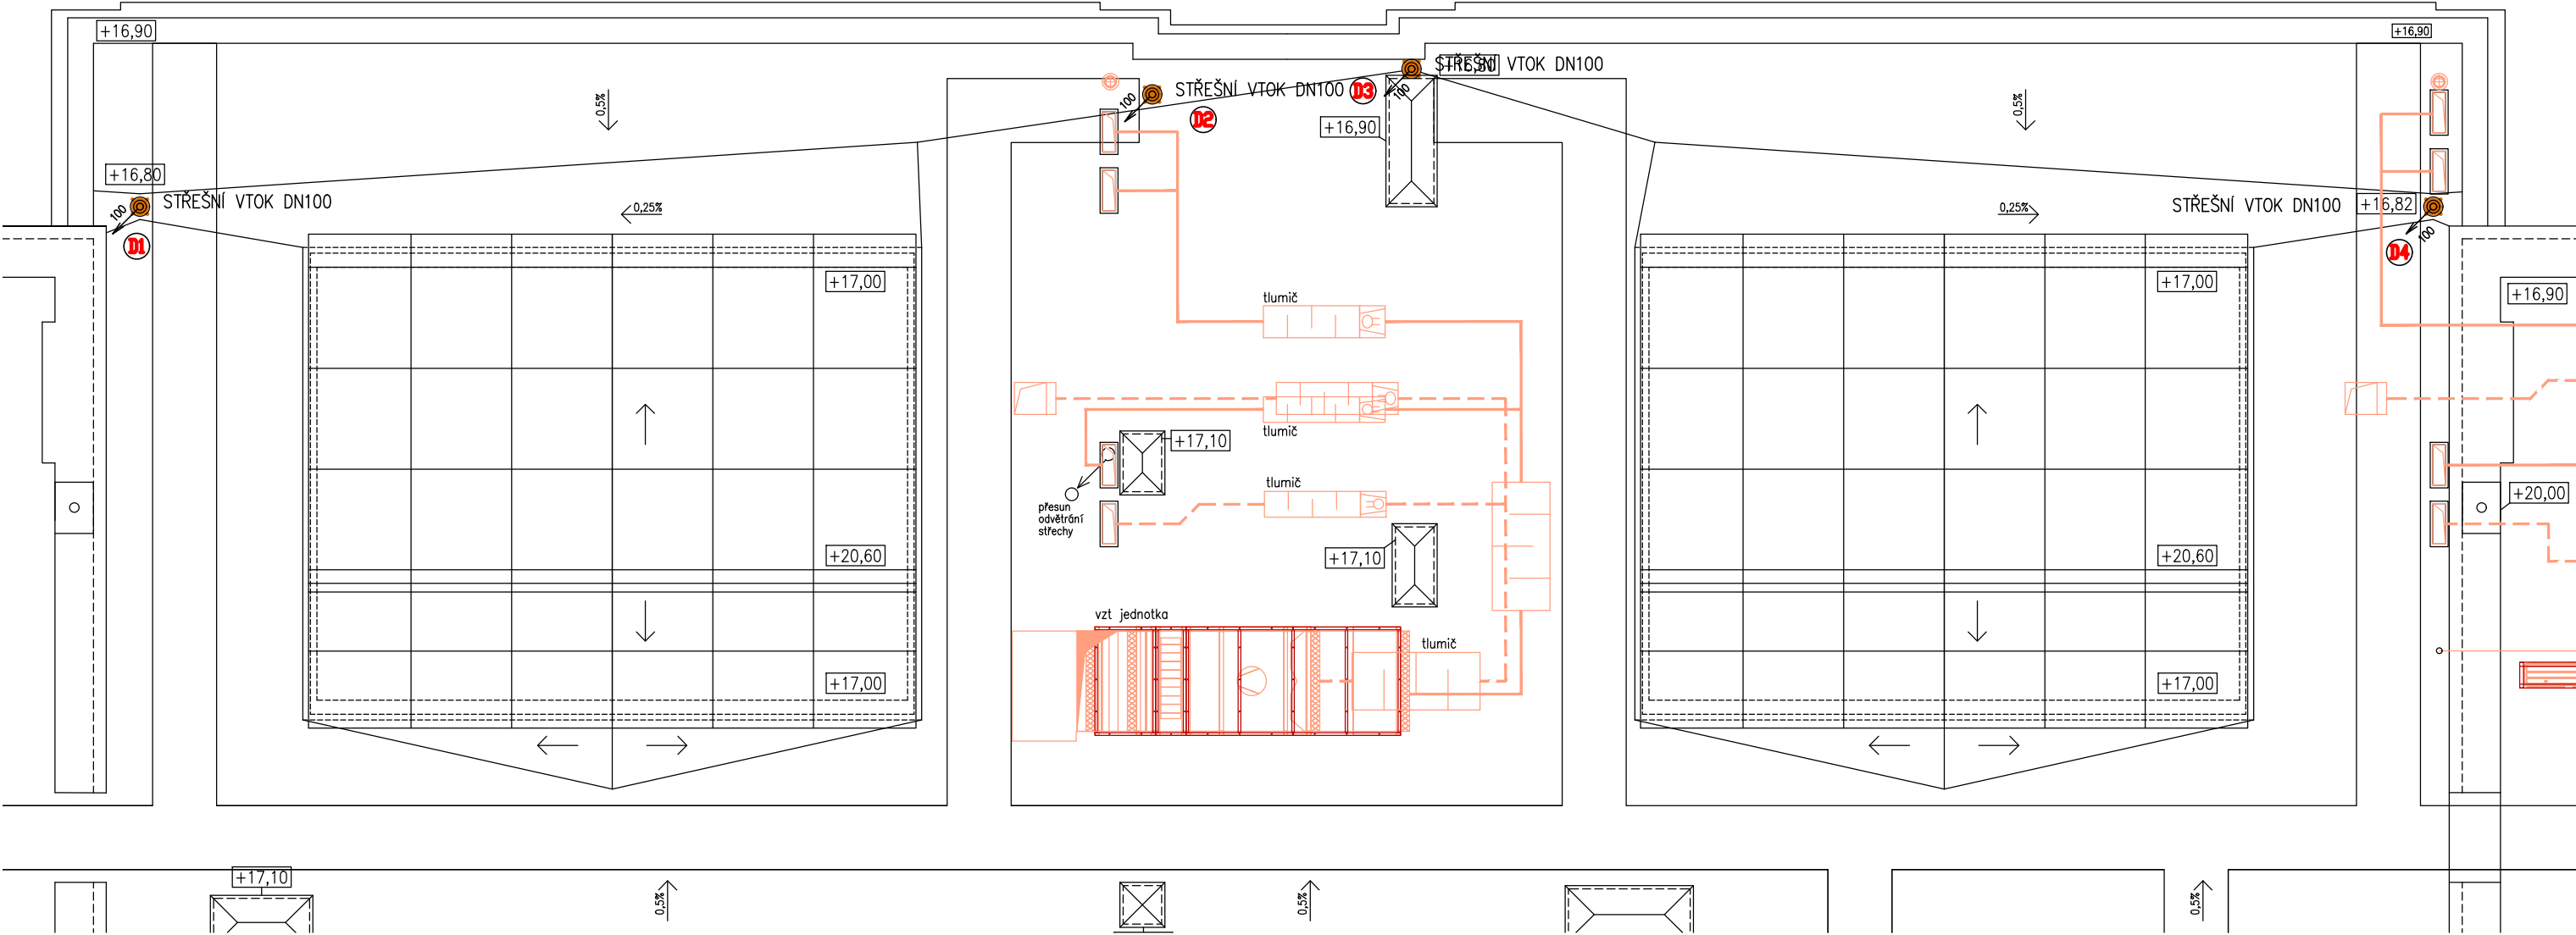 +16,90
+16,90
STŘEŠNÍ VTOK DN100
100
STŘEŠNÍ VTOK DN100
D3
100
D2
0,5%
0,5%
+16,90
+16,80
STŘEŠNÍ VTOK DN100
100
D1
0,25%
0,25%
STŘEŠNÍ VTOK DN100
+16,82
100
D4
+17,00
+17,00
+16,90
tlumič
tlumič
+17,10
tlumič
+20,00
přesun
odvětrání
střechy
+20,60
+17,10
+20,60
vzt jednotka
tlumič
+17,00
+17,00
+17,10
0,5%
0,5%
0,5%